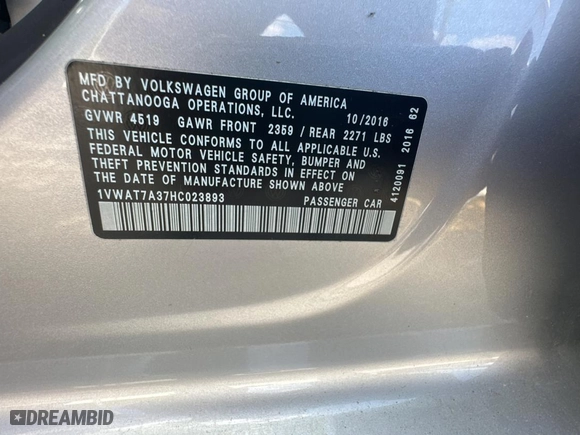 MFD BY VOLKSWAGEN GROUP OF AMERICA
CHATTANOOGA OPERATIONS, LLC. 10/2016
GVWR 4519 GAWR FRONT 2359 / REAR 2271 LBS
THIS VEHICLE CONFORMS TO ALL APPLICABLE U.S.
FEDERAL MOTOR VEHICLE SAFETY, BUMPER AND
THEFT PREVENTION STANDARDS IN EFFECT ON
THE DATE OF MANUFACTURE SHOWN ABOVE
1VWAT7A37HC023893 PASSENGER CAR
4120091 2016 62
DREAMBID